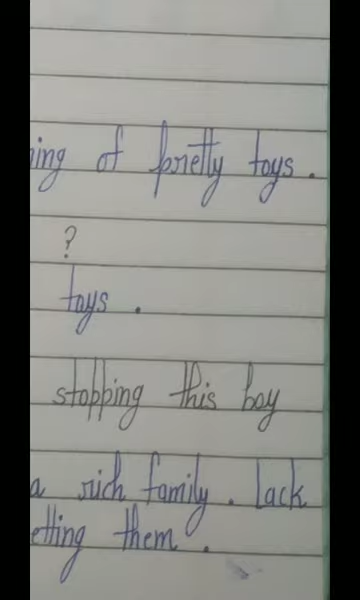 ing of pretty toys.
?
toys.
stopping this boy
a rich family. Lack
etting them.